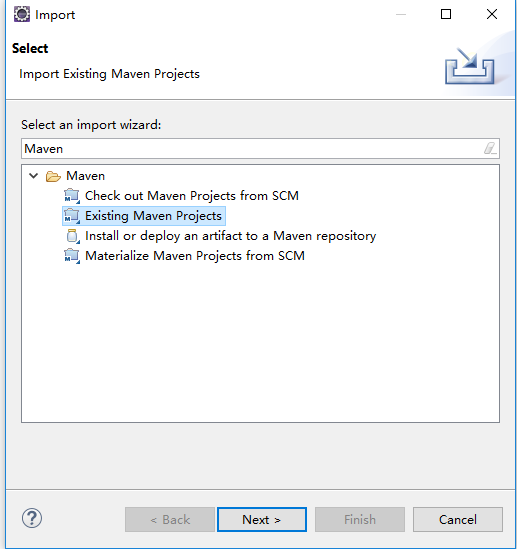 Import
Select
Import Existing Maven Projects
Select an import wizard:
Maven
Maven
Check out Maven Projects from SCM
Existing Maven Projects
Install or deploy an artifact to a Maven repository
Materialize Maven Projects from SCM
< Back
Next >
Finish
Cancel